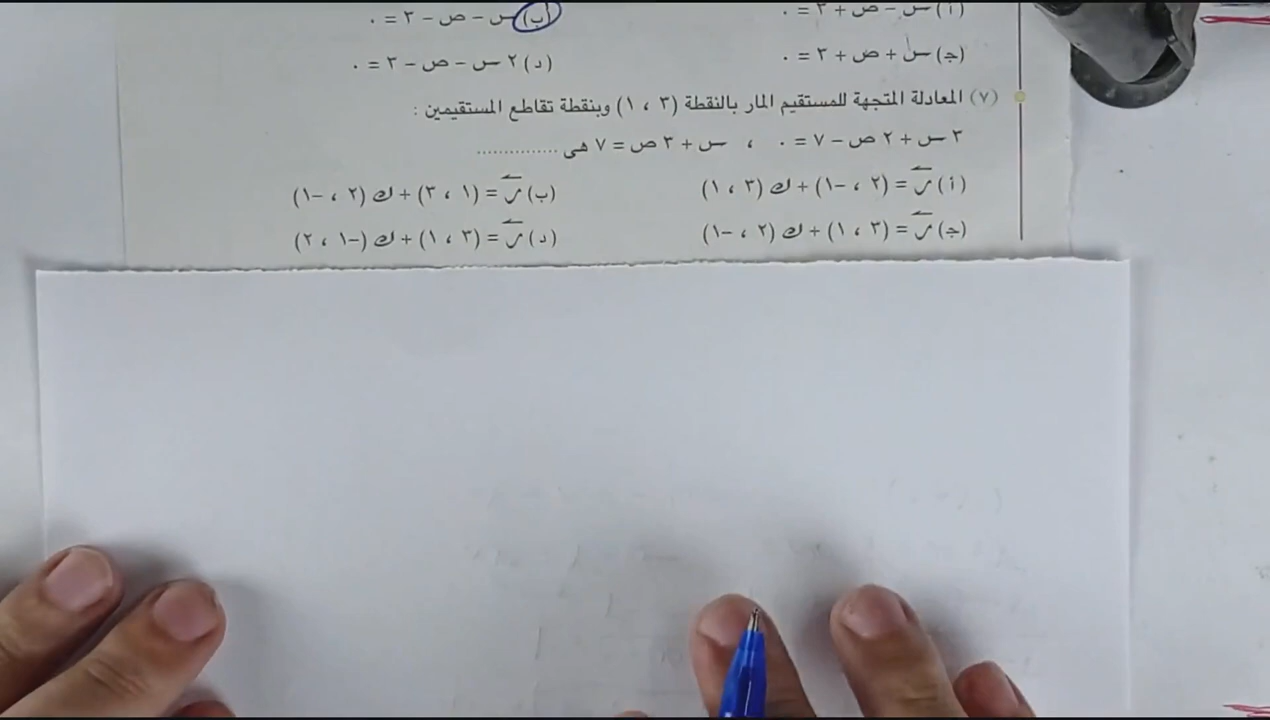 (أ) س - ص + ٣ = ٠ (ب) س - ص - ٣ = ٠
(ج) س + ص + ٣ = ٠ (د) ٢ س - ص - ٣ = ٠
(٧) المعادلة المتجهة للمستقيم المار بالنقطة (٣ ، ١) وبنقطة تقاطع المستقيمين :
٣ س + ٢ ص - ٧ = ٠ ، س + ٣ ص = ٧ هى ..............
(أ) ر = (٢ ، -١) + ك (٣ ، ١) (ب) ر = (١ ، ٣) + ك (٢ ، -١)
(ج) ر = (٣ ، ١) + ك (٢ ، -١) (د) ر = (٣ ، ١) + ك (-١ ، ٢)